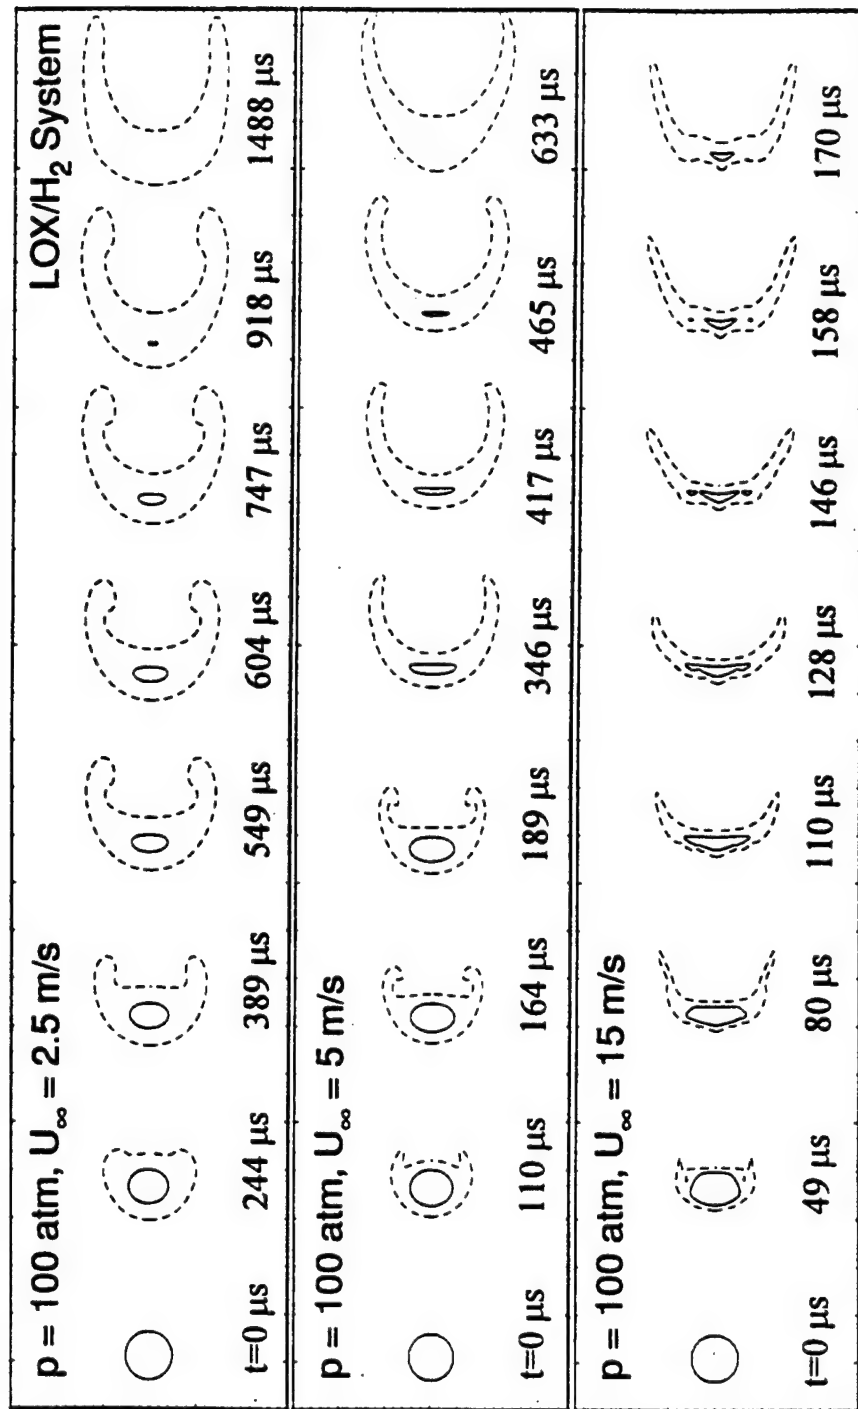 LOX/H₂ System
p = 100 atm, U∞ = 2.5 m/s
t=0 µs 244 µs 389 µs 549 µs 604 µs 747 µs 918 µs 1488 µs
p = 100 atm, U∞ = 5 m/s
t=0 µs 110 µs 164 µs 189 µs 346 µs 417 µs 465 µs 633 µs
p = 100 atm, U∞ = 15 m/s
t=0 µs 49 µs 80 µs 110 µs 128 µs 146 µs 158 µs 170 µs